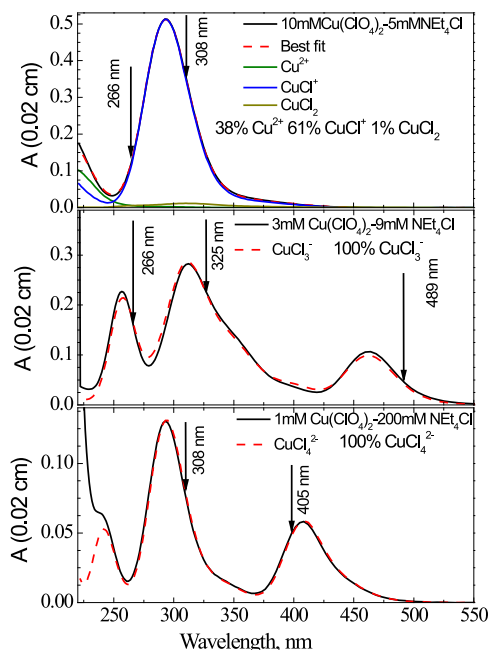 0.5
0.4
0.3
0.2
0.1
0.0
A (0.02 cm)
266 nm
308 nm
10mMCu(ClO₄)₂-5mMNEt₄Cl
Best fit
Cu²⁺
CuCl⁺
CuCl₂
38% Cu²⁺ 61% CuCl⁺ 1% CuCl₂
0.3
0.2
0.1
0.0
A (0.02 cm)
266 nm
325 nm
489 nm
3mM Cu(ClO₄)₂-9mM NEt₄Cl
CuCl₃⁻ 100% CuCl₃⁻
0.10
0.05
0.00
A (0.02 cm)
308 nm
405 nm
1mM Cu(ClO₄)₂-200mM NEt₄Cl
CuCl₄²⁻ 100% CuCl₄²⁻
250 300 350 400 450 500 550
Wavelength, nm